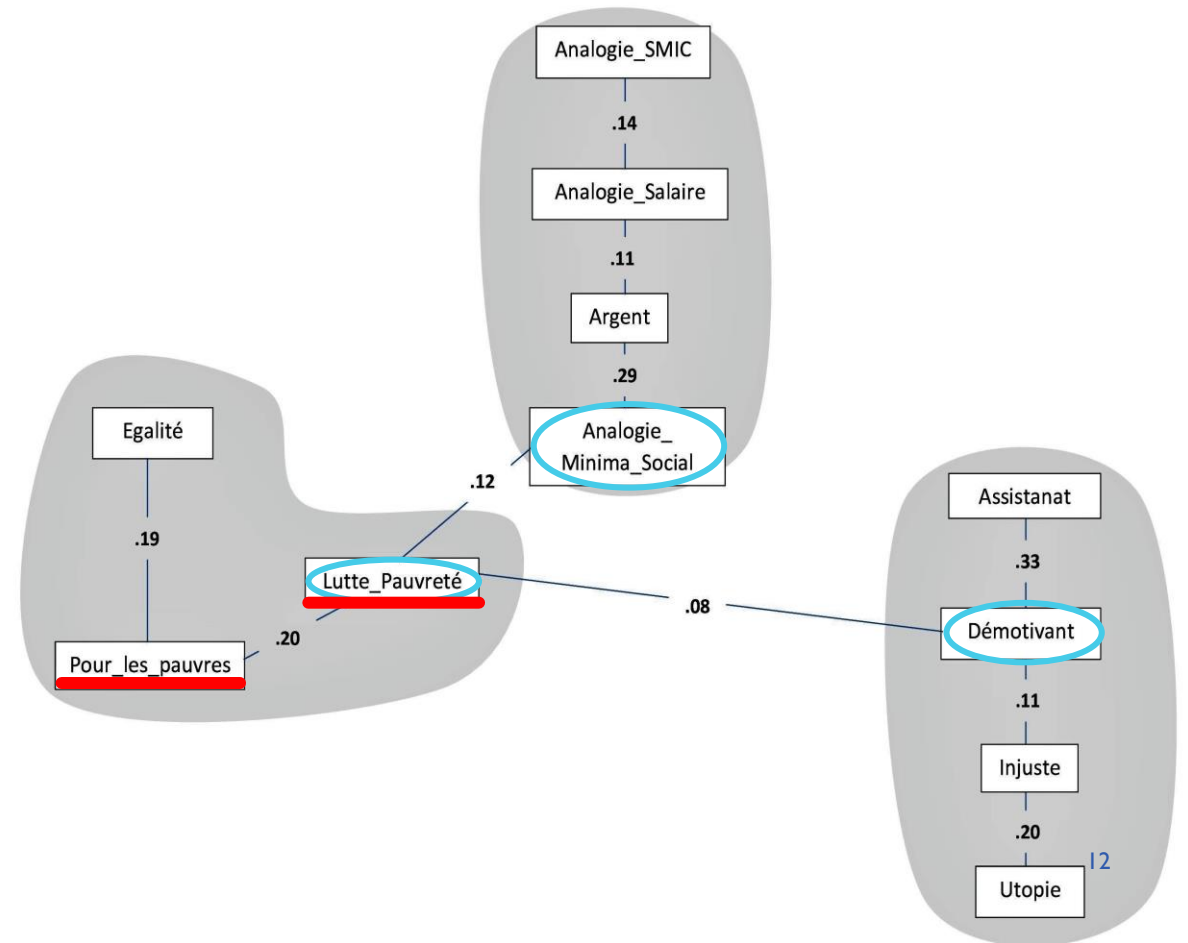 Analogie_SMIC
.14
Analogie_Salaire
.11
Argent
.29
Analogie_
Minima_Social
.12
Egalité
.19
Lutte_Pauvreté
.20
Pour_les_pauvres
.08
Assistanat
.33
Démotivant
.11
Injuste
.20
12
Utopie